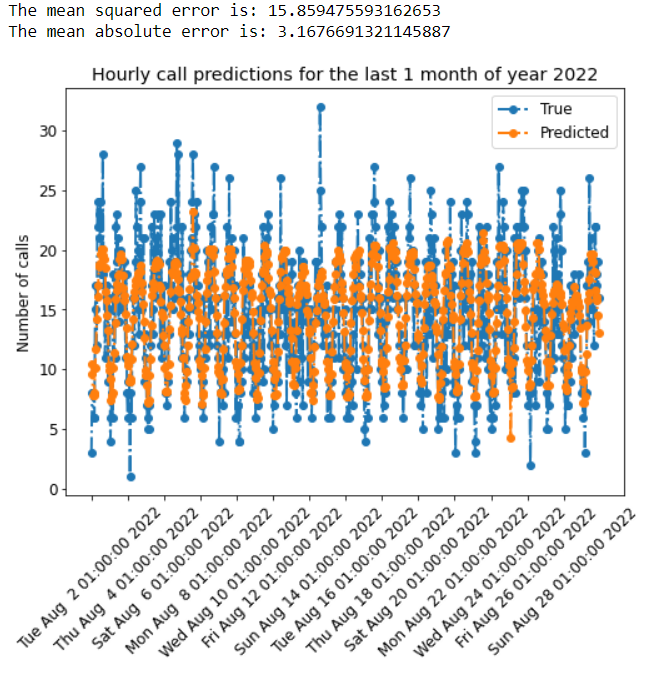 The mean squared error is: 15.859475593162653
The mean absolute error is: 3.1676691321145887
Hourly call predictions for the last 1 month of year 2022
True
Predicted
Number of calls
30
25
20
15
10
5
0
Tue Aug  2 01:00:00 2022
Thu Aug  4 01:00:00 2022
Sat Aug  6 01:00:00 2022
Mon Aug  8 01:00:00 2022
Wed Aug 10 01:00:00 2022
Fri Aug 12 01:00:00 2022
Sun Aug 14 01:00:00 2022
Tue Aug 16 01:00:00 2022
Thu Aug 18 01:00:00 2022
Sat Aug 20 01:00:00 2022
Mon Aug 22 01:00:00 2022
Wed Aug 24 01:00:00 2022
Fri Aug 26 01:00:00 2022
Sun Aug 28 01:00:00 2022